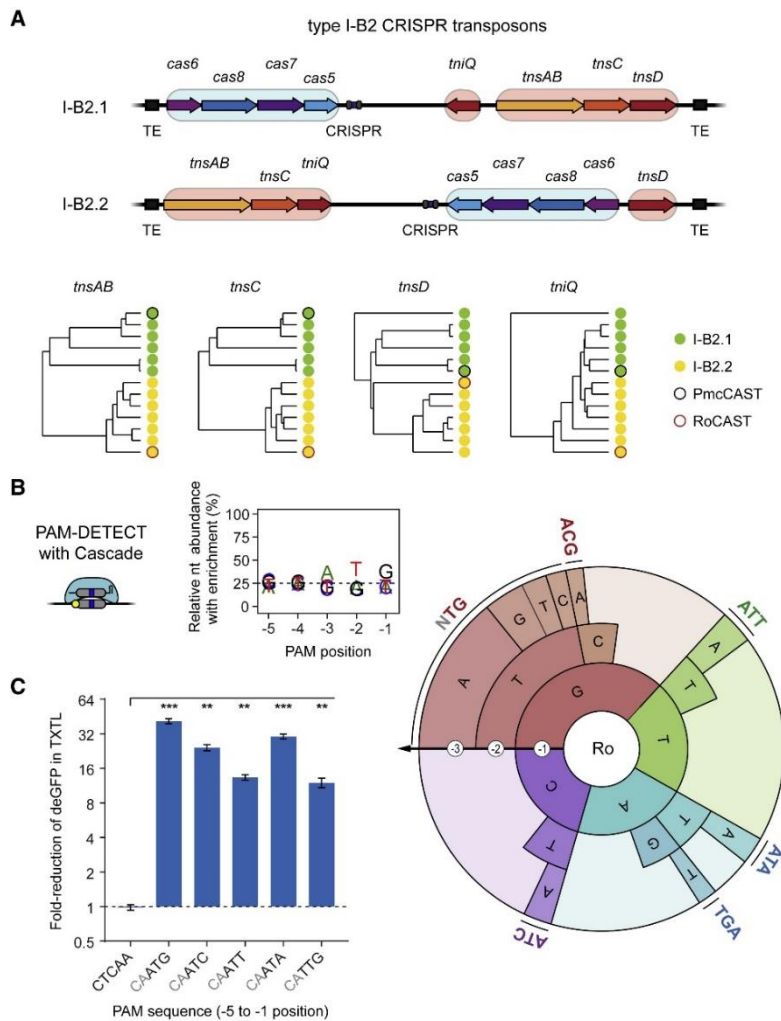 A
type I-B2 CRISPR transposons
cas6 cas8 cas7 cas5 tniQ tnsAB tnsC tnsD
I-B2.1
TE CRISPR TE
tnsAB tnsC tniQ cas5 cas7 cas8 cas6 tnsD
I-B2.2
TE CRISPR TE
tnsAB tnsC tnsD tniQ
I-B2.1
I-B2.2
PmcCAST
RoCAST
B
PAM-DETECT
with Cascade
Relative nt abundance
with enrichment (%)
100
75
50
25
0
A T G
-5 -4 -3 -2 -1
PAM position
NTG
ACG
ATT
ATA
TGA
ATC
A G T C A
T C
G
A
T
T
A
T
A
G
T
C
T
A
-3 -2 -1
Ro
C
Fold-reduction of deGFP in TXTL
64
32
16
8
4
2
1
0.5
*** ** ** *** **
CTCAA CAATG CAATC CAATT CAATA CATTG
PAM sequence (-5 to -1 position)